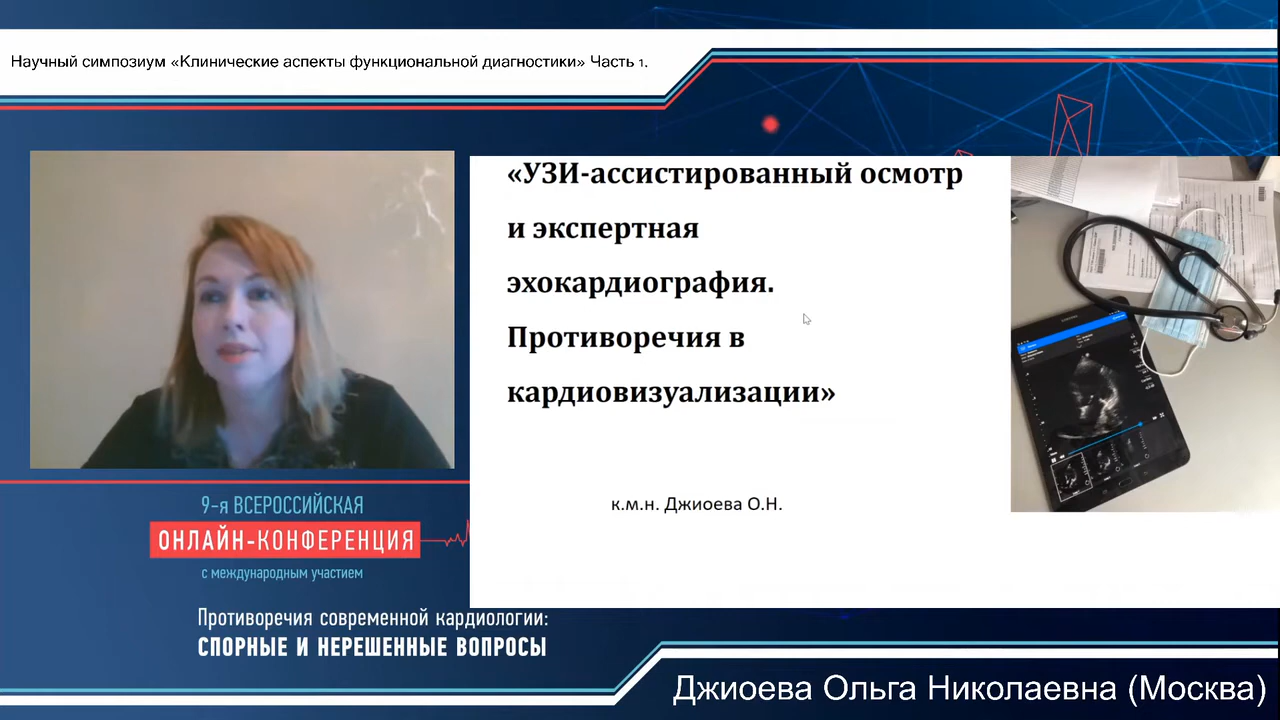 Научный симпозиум «Клинические аспекты функциональной диагностики» Часть 1.
«УЗИ-ассистированный осмотр
и экспертная
эхокардиография.
Противоречия в
кардиовизуализации»
к.м.н. Джиоева О.Н.
9-я ВСЕРОССИЙСКАЯ
ОНЛАЙН-КОНФЕРЕНЦИЯ
с международным участием
Противоречия современной кардиологии:
СПОРНЫЕ И НЕРЕШЕННЫЕ ВОПРОСЫ
Джиоева Ольга Николаевна (Москва)